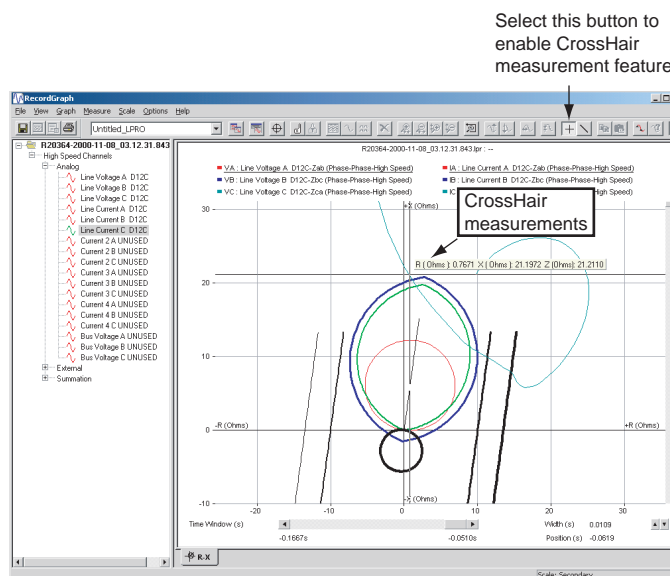 Select this button to
enable CrossHair
measurement feature
RecordGraph
File View Graph Measure Scale Options Help
Untitled_LPRO
R20364-2000-11-08_03.12.31.843
High Speed Channels
Analog
Line Voltage A D12C
Line Voltage B D12C
Line Voltage C D12C
Line Current A D12C
Line Current B D12C
Line Current C D12C
Current 2 A UNUSED
Current 2 B UNUSED
Current 2 C UNUSED
Current 3 A UNUSED
Current 3 B UNUSED
Current 3 C UNUSED
Current 4 A UNUSED
Current 4 B UNUSED
Current 4 C UNUSED
Bus Voltage A UNUSED
Bus Voltage B UNUSED
Bus Voltage C UNUSED
External
Summation
R20364-2000-11-08_03.12.31.843.lpr : --
VA : Line Voltage A D12C-Zab (Phase-Phase-High Speed)
IA : Line Current A D12C-Zab (Phase-Phase-High Speed)
VB : Line Voltage B D12C-Zbc (Phase-Phase-High Speed)
IB : Line Current B D12C-Zbc (Phase-Phase-High Speed)
VC : Line Voltage C D12C-Zca (Phase-Phase-High Speed)
IC
+X (Ohms)
CrossHair
measurements
R ( Ohms ): 0.7671 X ( Ohms ): 21.1972 Z (Ohms): 21.2110
30
20
10
0
-10
-R (Ohms)
+R (Ohms)
-X (Ohms)
-20
-10
0
10
20
30
Time Window (s)
-0.1667s
-0.0510s
Width (s) 0.0109
Position (s) -0.0619
R-X
Scale: Secondary